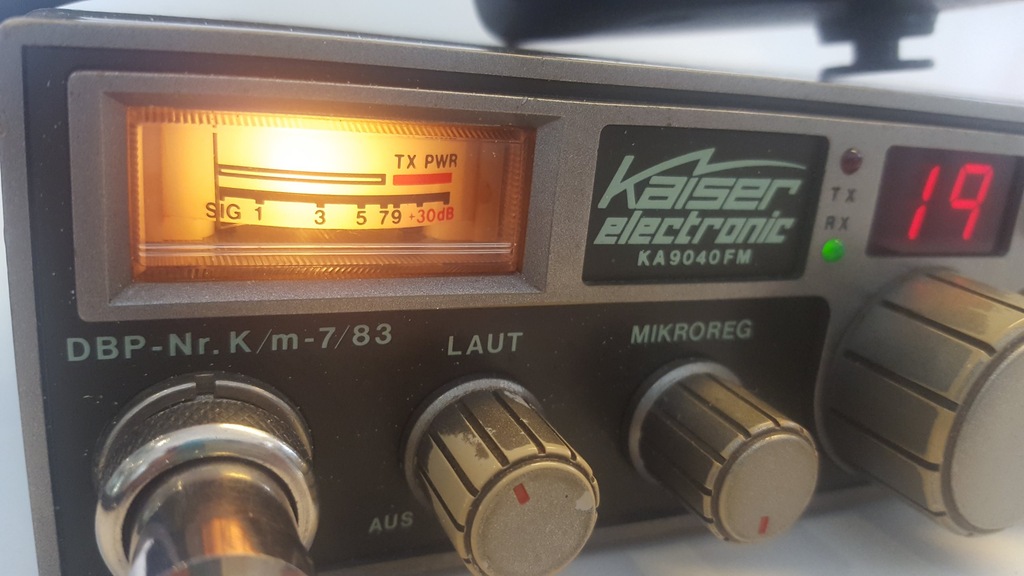 TX PWR
SIG 1 3 5 7 9 +30dB
Kaiser
electronic
KA9040FM
TX
RX
19
DBP-Nr. K/m-7/83
LAUT
MIKROREG
AUS